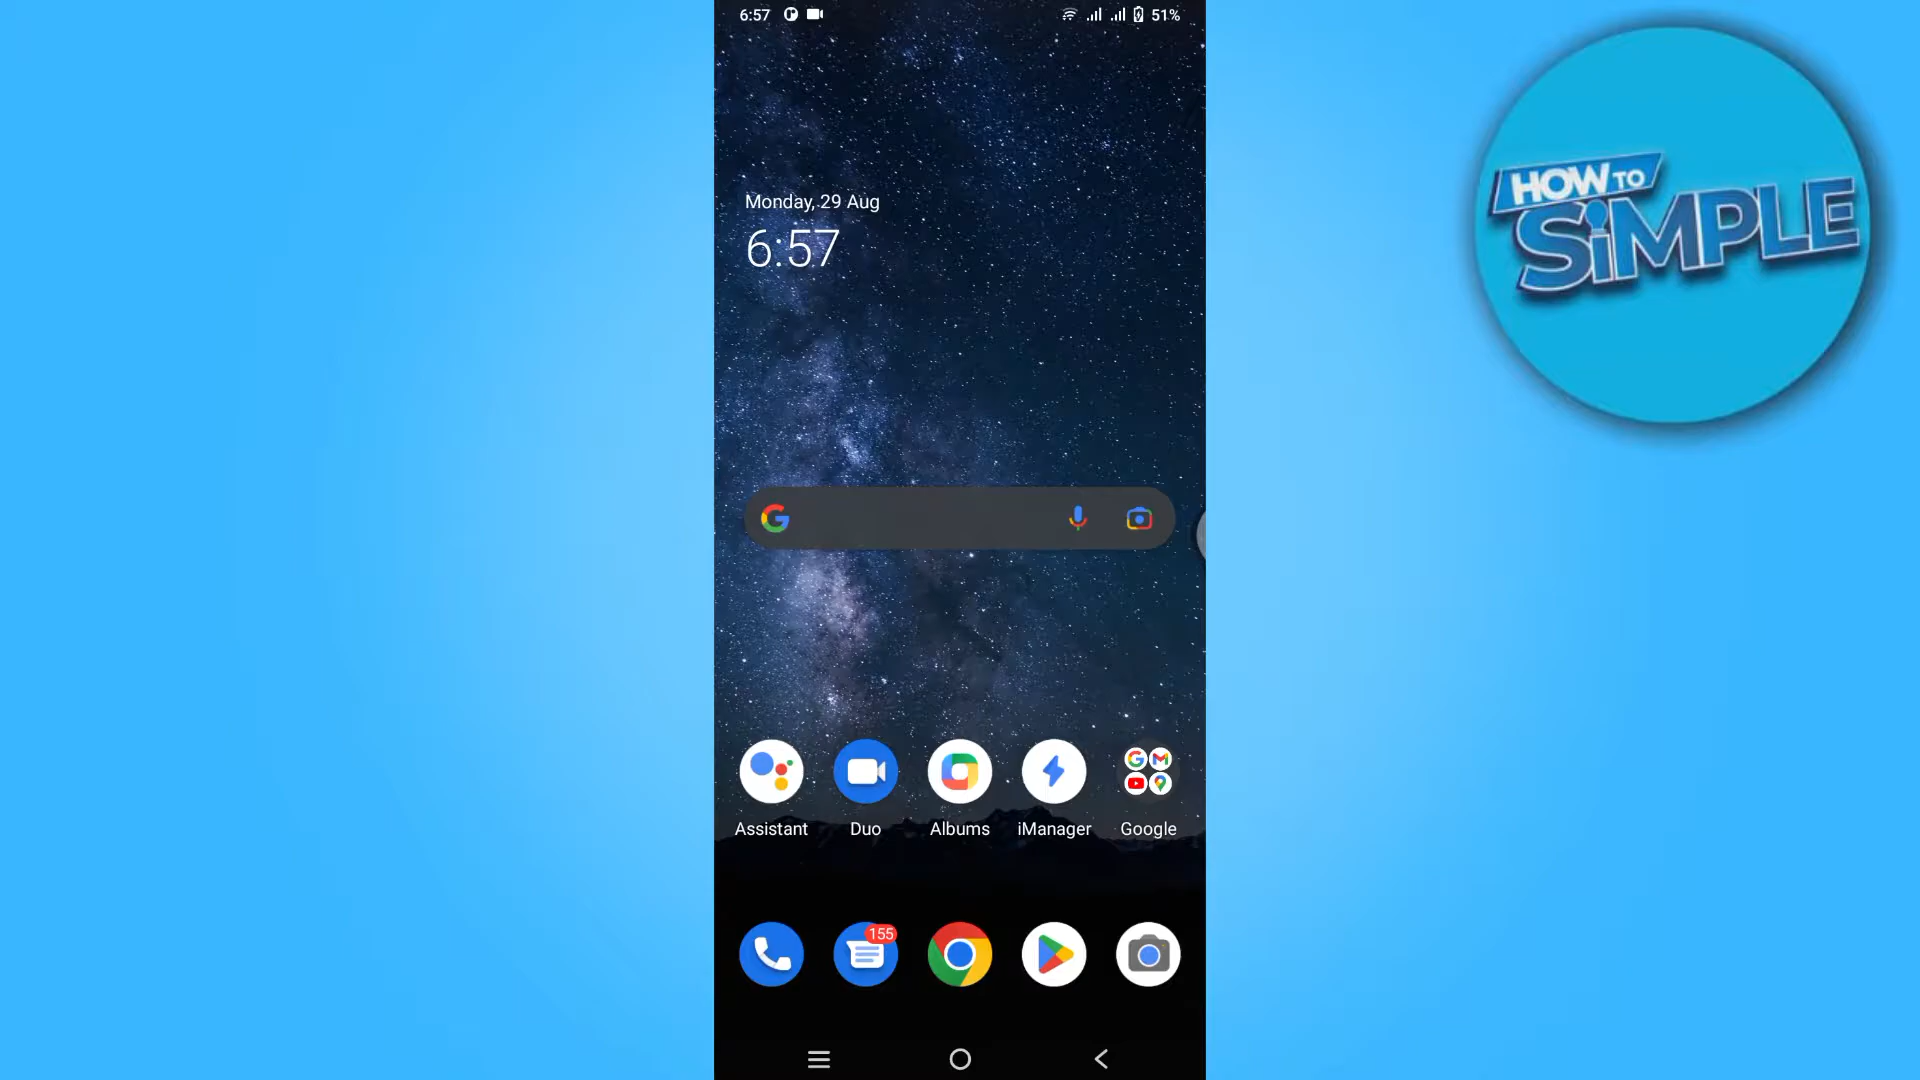 6:57
51%
HOW TO
SiMPLE
Monday, 29 Aug
6:57
Assistant
Duo
Albums
iManager
Google
155